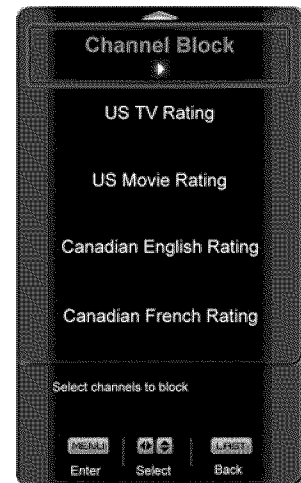 Channel Block
US TV Rating
US Movie Rating
Canadian English Rating
Canadian French Rating
Select channels to block
MENU LAST
Enter Select Back